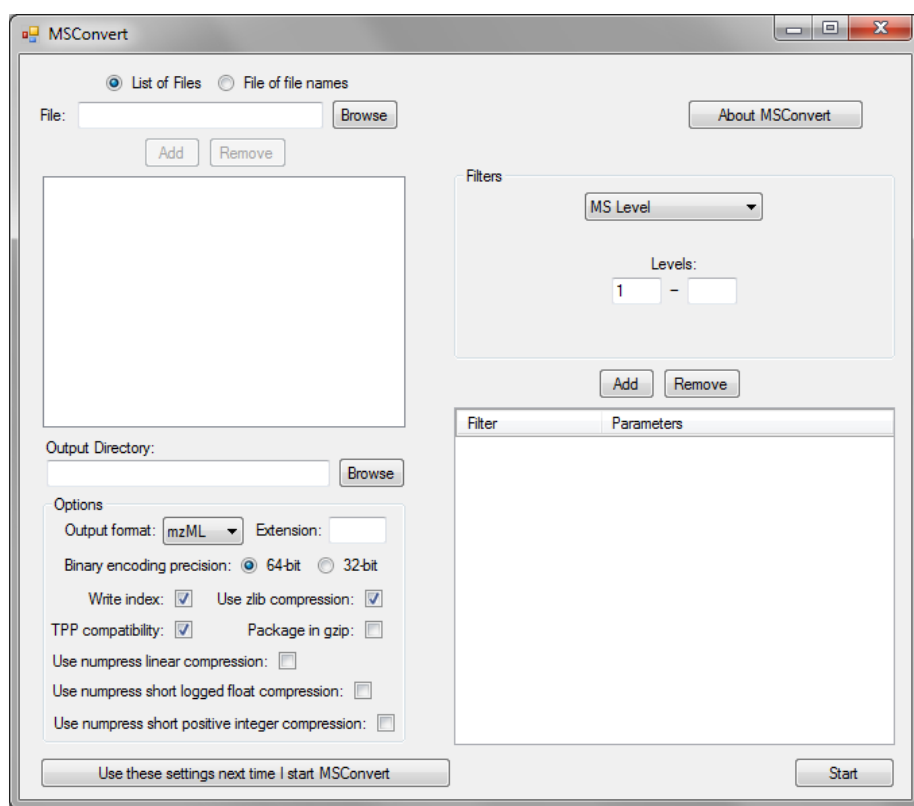 MSConvert
List of Files File of file names
File: Browse
About MSConvert
Add Remove
Filters
MS Level
Levels:
1 –
Add Remove
Filter Parameters
Output Directory:
Browse
Options
Output format: mzML Extension:
Binary encoding precision: 64-bit 32-bit
Write index: Use zlib compression:
TPP compatibility: Package in gzip:
Use numpress linear compression:
Use numpress short logged float compression:
Use numpress short positive integer compression:
Use these settings next time I start MSConvert
Start